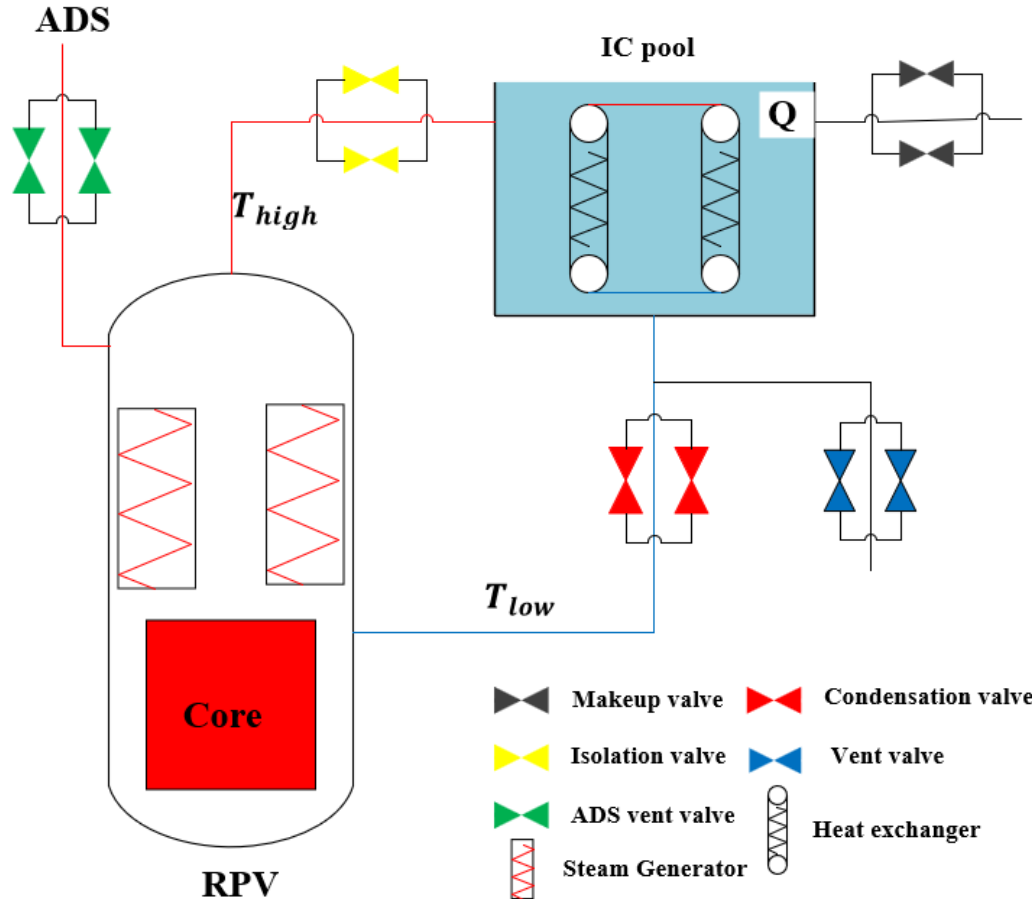 ADS
IC pool
Q
T_high
T_low
Core
RPV
Makeup valve
Condensation valve
Isolation valve
Vent valve
ADS vent valve
Heat exchanger
Steam Generator